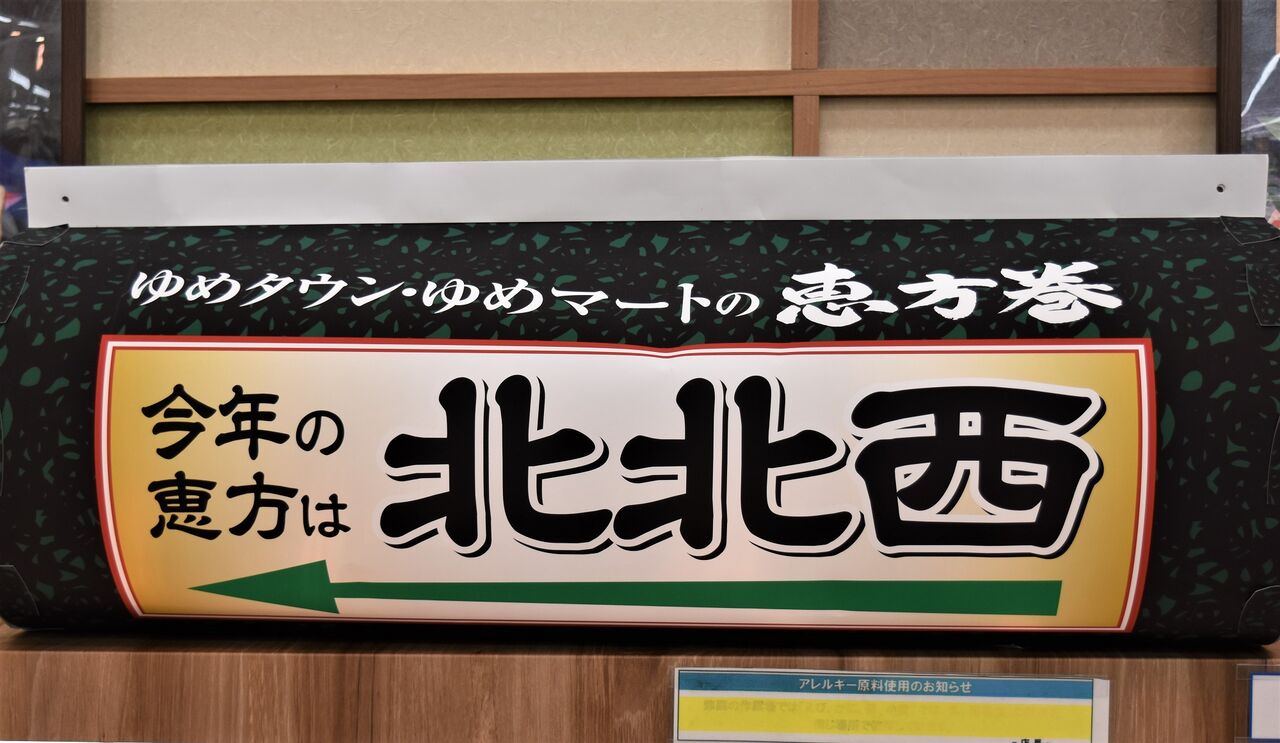 ゆめタウン・ゆめマートの恵方巻
今年の
恵方は
北北西
アレルギー原料使用のお知らせ